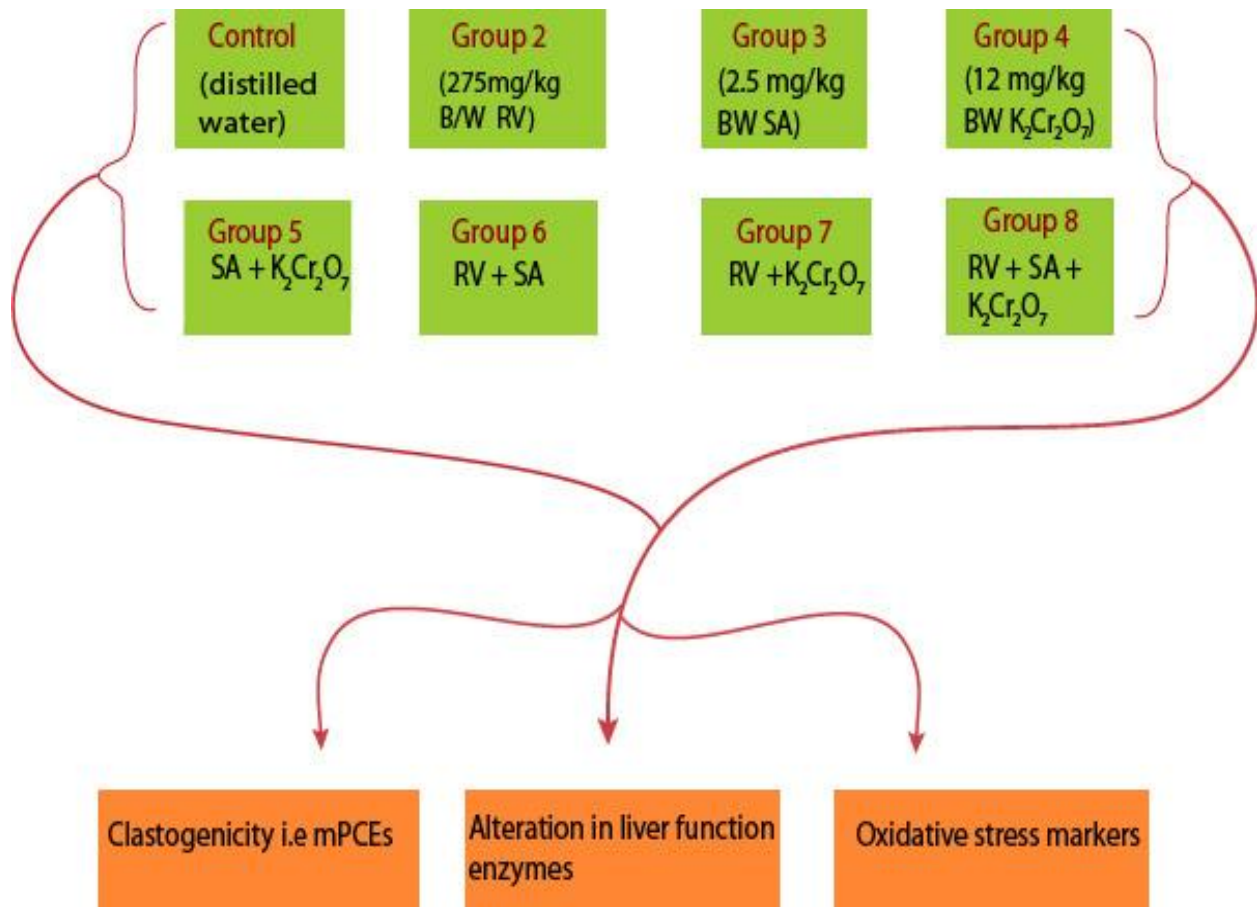 Control
(distilled
water)
Group 2
(275mg/kg
B/W RV)
Group 3
(2.5 mg/kg
BW SA)
Group 4
(12 mg/kg
BW K₂Cr₂O₇)
Group 5
SA + K₂Cr₂O₇
Group 6
RV + SA
Group 7
RV +K₂Cr₂O₇
Group 8
RV + SA +
K₂Cr₂O₇
Clastogenicity i.e mPCEs
Alteration in liver function
enzymes
Oxidative stress markers